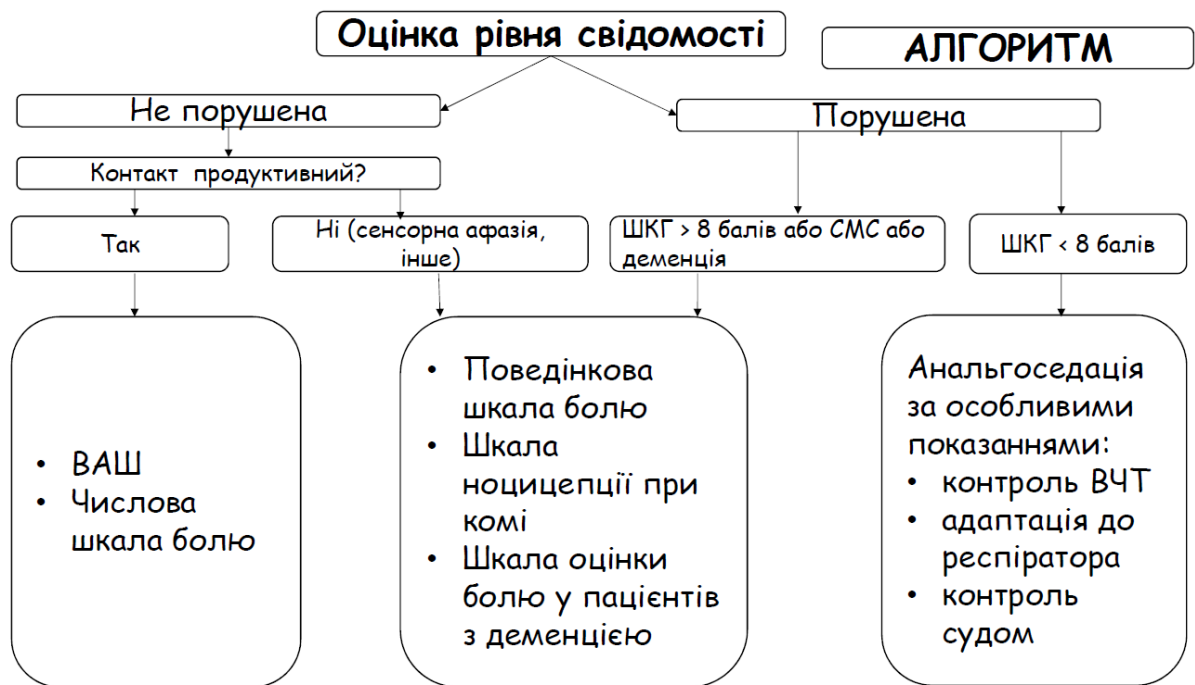 Оцінка рівня свідомості
АЛГОРИТМ
Не порушена
Порушена
Контакт продуктивний?
Так
Ні (сенсорна афазія,
інше)
ШКГ > 8 балів або СМС або
деменція
ШКГ < 8 балів
• ВАШ
• Числова
шкала болю
• Поведінкова
шкала болю
• Шкала
ноцицепції при
комі
• Шкала оцінки
болю у пацієнтів
з деменцією
Анальгоседація
за особливими
показаннями:
• контроль ВЧТ
• адаптація до
респіратора
• контроль
судом